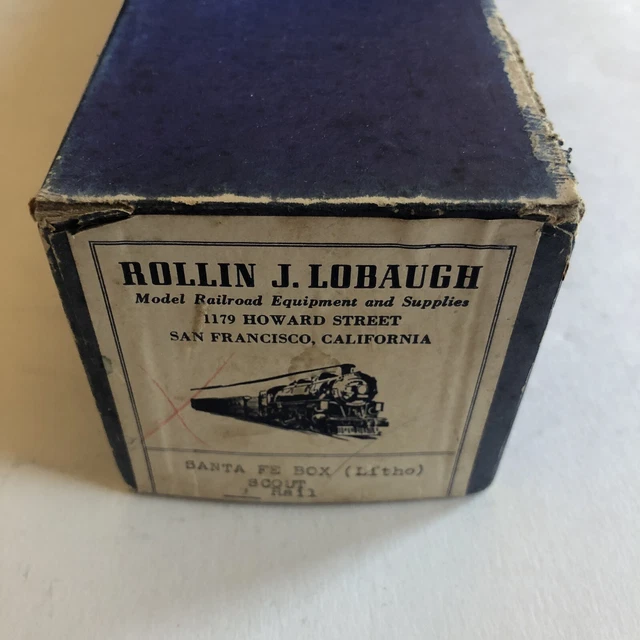 ROLLIN J. LOBAUGH
Model Railroad Equipment and Supplies
1179 HOWARD STREET
SAN FRANCISCO, CALIFORNIA
SANTA FE BOX (Litho)
SCOUT
Rail